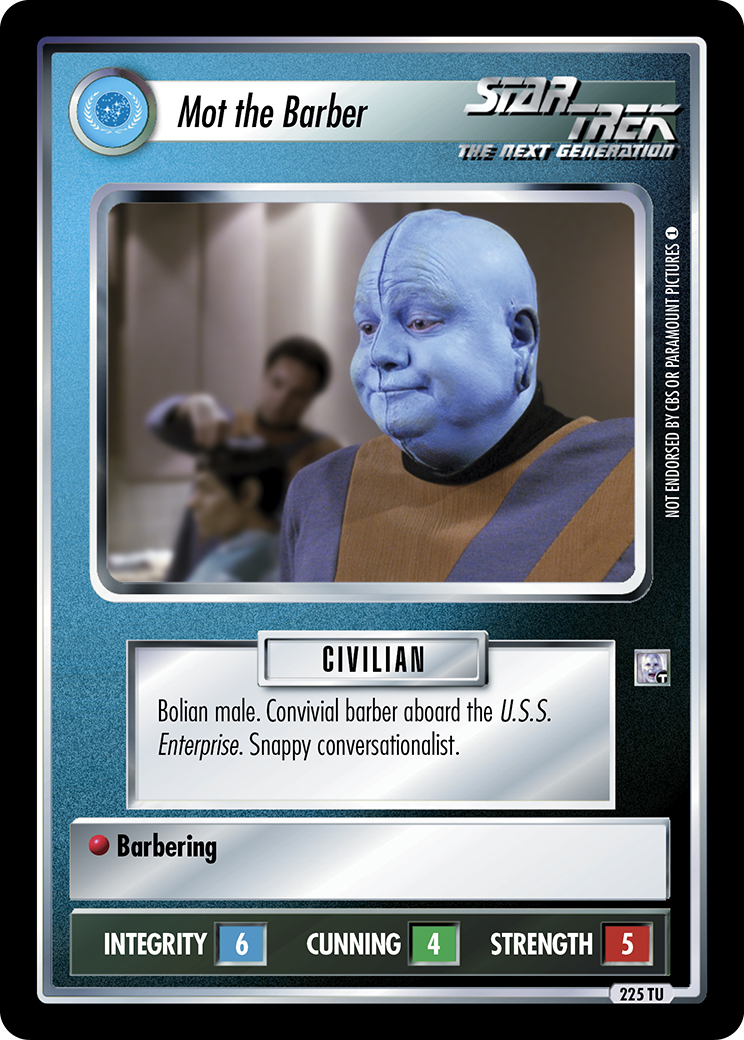 Mot the Barber
STAR TREK
THE NEXT GENERATION
NOT ENDORSED BY CBS OR PARAMOUNT PICTURES 1
CIVILIAN
Bolian male. Convivial barber aboard the U.S.S.
Enterprise. Snappy conversationalist.
Barbering
INTEGRITY 6 CUNNING 4 STRENGTH 5
225 TU